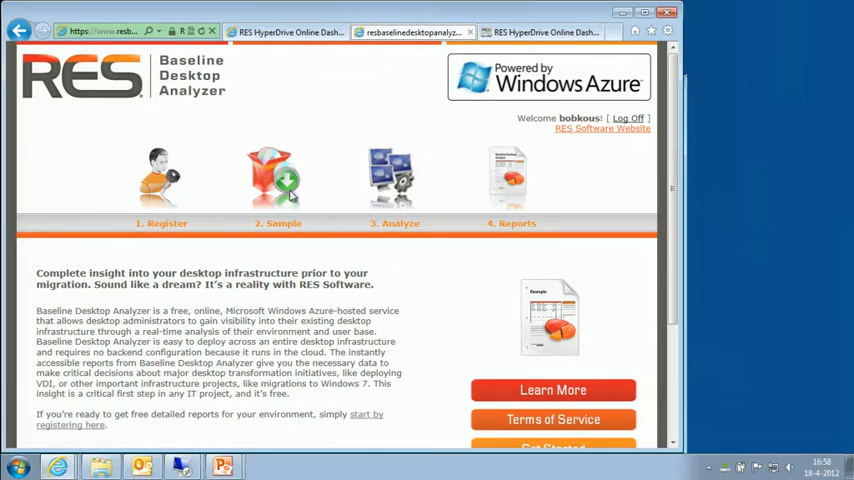 https://www.resb...
RES HyperDrive Online Dash...
resbaselinedesktopanalyz...
RES HyperDrive Online Dash...
RES
Baseline
Desktop
Analyzer
Powered by
Windows Azure
Welcome bobkous! [ Log Off ]
RES Software Website
1. Register
2. Sample
3. Analyze
4. Reports
Complete insight into your desktop infrastructure prior to your
migration. Sound like a dream? It's a reality with RES Software.
Baseline Desktop Analyzer is a free, online, Microsoft Windows Azure-hosted service
that allows desktop administrators to gain visibility into their existing desktop
infrastructure through a real-time analysis of their environment and user base.
Baseline Desktop Analyzer is easy to deploy across an entire desktop infrastructure
and requires no backend configuration because it runs in the cloud. The instantly
accessible reports from Baseline Desktop Analyzer give you the necessary data to
make critical decisions about major desktop transformation initiatives, like deploying
VDI, or other important infrastructure projects, like migrations to Windows 7. This
insight is a critical first step in any IT project, and it's free.
If you're ready to get free detailed reports for your environment, simply start by
registering here.
Example
Learn More
Terms of Service
Get Started
16:58
18-4-2012